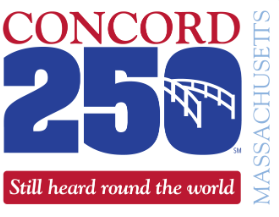 CONCORD
250
SM
Still heard round the world
MASSACHUSETTS